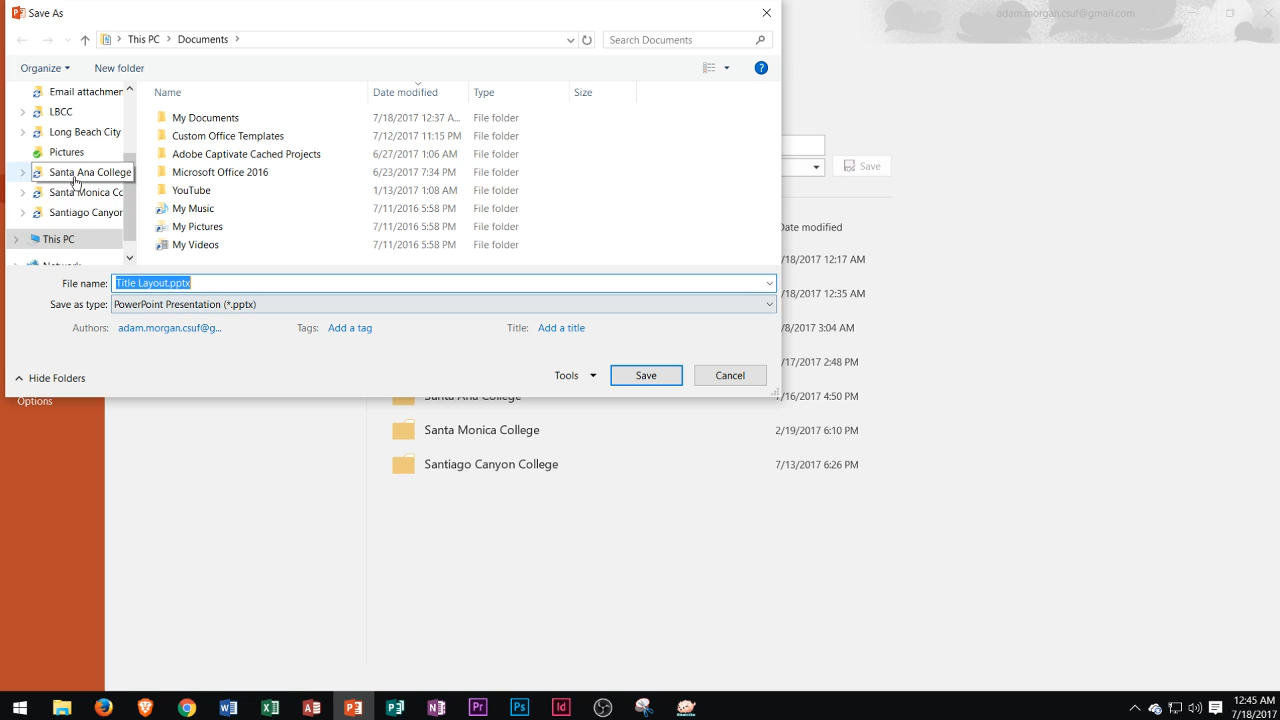 Save As
adam.morgan.csuf@gmail.com
This PC > Documents >
Search Documents
Organize
New folder
Email attachmen
LBCC
Long Beach City
Pictures
Santa Ana College
Santa Monica Co
Santiago Canyor
This PC
Network
Name Date modified Type Size
My Documents 7/18/2017 12:37 A... File folder
Custom Office Templates 7/12/2017 11:15 PM File folder
Adobe Captivate Cached Projects 6/27/2017 1:06 AM File folder
Microsoft Office 2016 6/23/2017 7:34 PM File folder
YouTube 1/13/2017 1:08 AM File folder
My Music 7/11/2016 5:58 PM File folder
My Pictures 7/11/2016 5:58 PM File folder
My Videos 7/11/2016 5:58 PM File folder
File name: Title Layout.pptx
Save as type: PowerPoint Presentation (*.pptx)
Authors: adam.morgan.csuf@g... Tags: Add a tag Title: Add a title
Hide Folders
Tools
Save
Cancel
Save
Date modified
/18/2017 12:17 AM
/18/2017 12:35 AM
/8/2017 3:04 AM
/17/2017 2:48 PM
Options
Santa Ana College /16/2017 4:50 PM
Santa Monica College 2/19/2017 6:10 PM
Santiago Canyon College 7/13/2017 6:26 PM
12:45 AM
7/18/2017